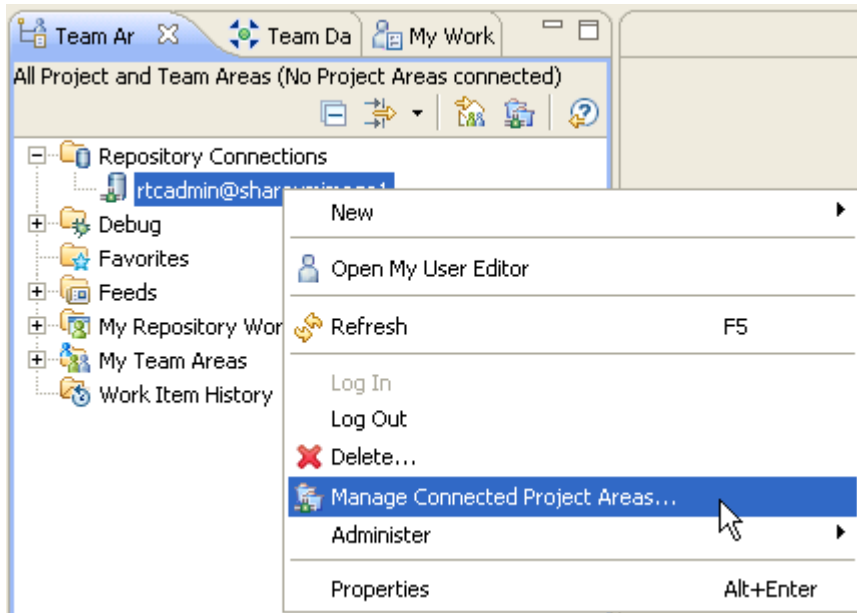 Team Ar
Team Da
My Work
All Project and Team Areas (No Project Areas connected)
Repository Connections
New
Debug
Open My User Editor
Favorites
Feeds
My Repository Wor
Refresh F5
My Team Areas
Log In
Work Item History
Log Out
Delete...
Manage Connected Project Areas...
Administer
Properties Alt+Enter